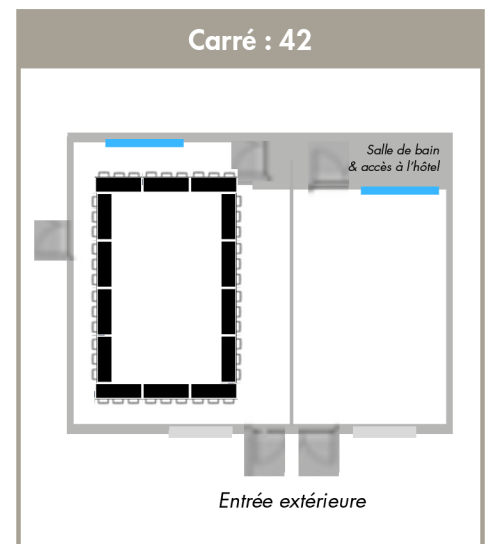 Carré : 42
Salle de bain
& accès à l'hôtel
Entrée extérieure